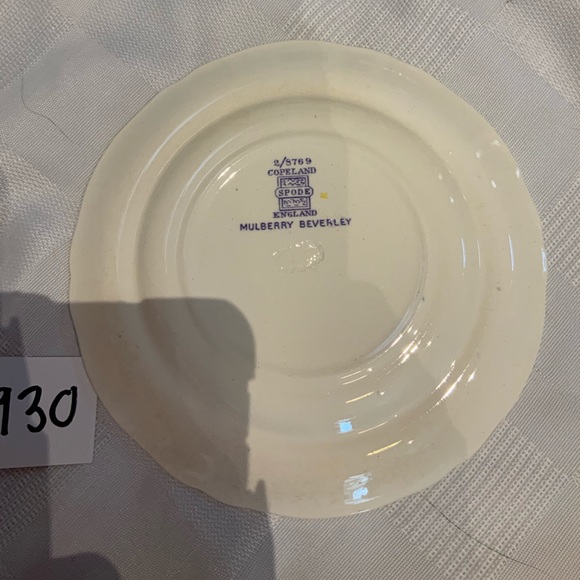 2/8769
COPELAND
SPODE
ENGLAND
MULBERRY BEVERLEY
930